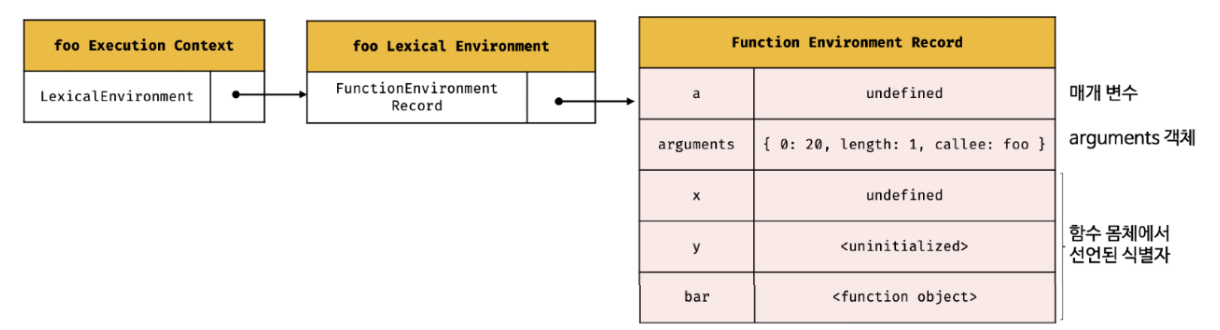 foo Execution Context
LexicalEnvironment
foo Lexical Environment
FunctionEnvironment
Record
Function Environment Record
a undefined 매개 변수
arguments { 0: 20, length: 1, callee: foo } arguments 객체
x undefined
y <uninitialized>
bar <function object>
함수 몸체에서
선언된 식별자